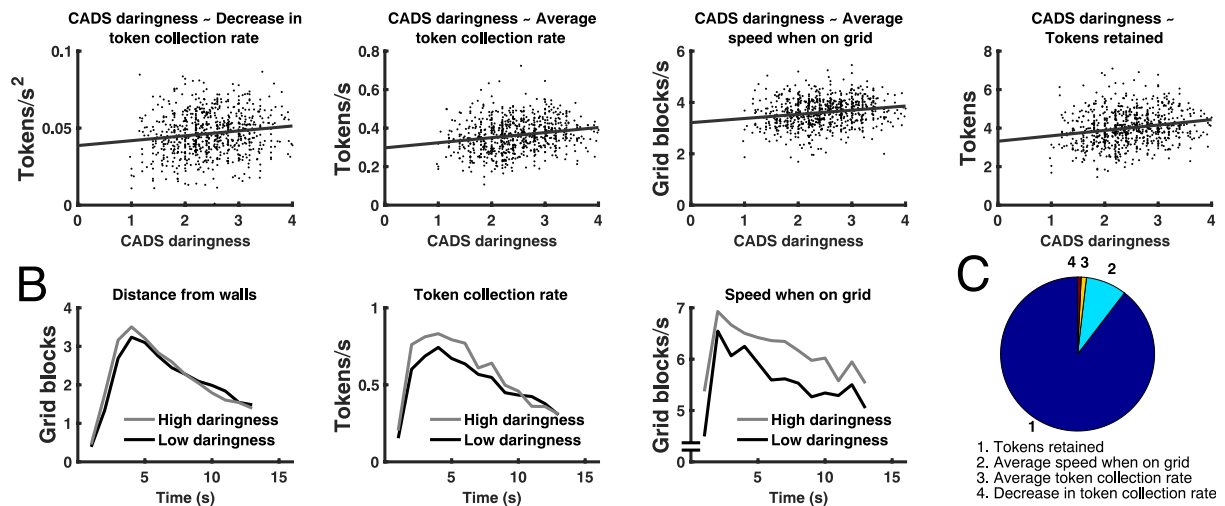 CADS daringness ~ Decrease in
token collection rate
CADS daringness ~ Average
token collection rate
CADS daringness ~ Average
speed when on grid
CADS daringness ~
Tokens retained
Tokens/s²
0.1
0.05
0
0 1 2 3 4
CADS daringness
Tokens/s
0.8
0.6
0.4
0.2
0
0 1 2 3 4
CADS daringness
Grid blocks/s
6
4
2
0
0 1 2 3 4
CADS daringness
Tokens
8
6
4
2
0
0 1 2 3 4
CADS daringness
B
Distance from walls
Grid blocks
4
3
2
1
0
High daringness
Low daringness
5 10 15
Time (s)
Token collection rate
Tokens/s
1
0.5
0
High daringness
Low daringness
5 10 15
Time (s)
Speed when on grid
Grid blocks/s
7
6
5
0
High daringness
Low daringness
5 10 15
Time (s)
C
4 3 2
1
1. Tokens retained
2. Average speed when on grid
3. Average token collection rate
4. Decrease in token collection rate